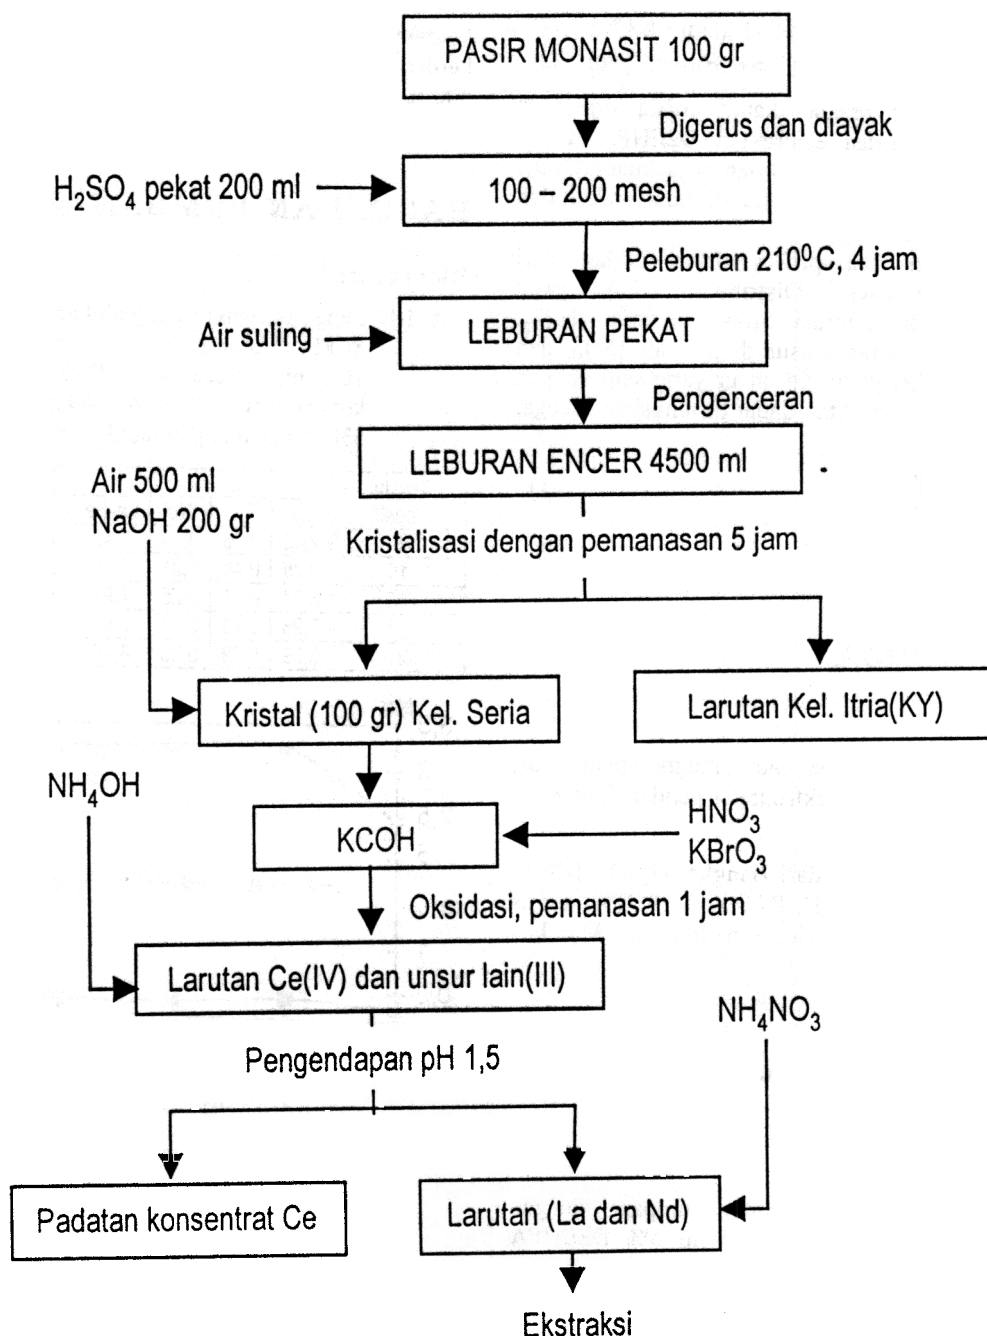 PASIR MONASIT 100 gr
Digerus dan diayak
H₂SO₄ pekat 200 ml
100 – 200 mesh
Peleburan 210⁰ C, 4 jam
Air suling
LEBURAN PEKAT
Pengenceran
LEBURAN ENCER 4500 ml
Air 500 ml
NaOH 200 gr
Kristalisasi dengan pemanasan 5 jam
Kristal (100 gr) Kel. Seria
Larutan Kel. Itria(KY)
NH₄OH
KCOH
HNO₃
KBrO₃
Oksidasi, pemanasan 1 jam
Larutan Ce(IV) dan unsur lain(III)
NH₄NO₃
Pengendapan pH 1,5
Padatan konsentrat Ce
Larutan (La dan Nd)
Ekstraksi